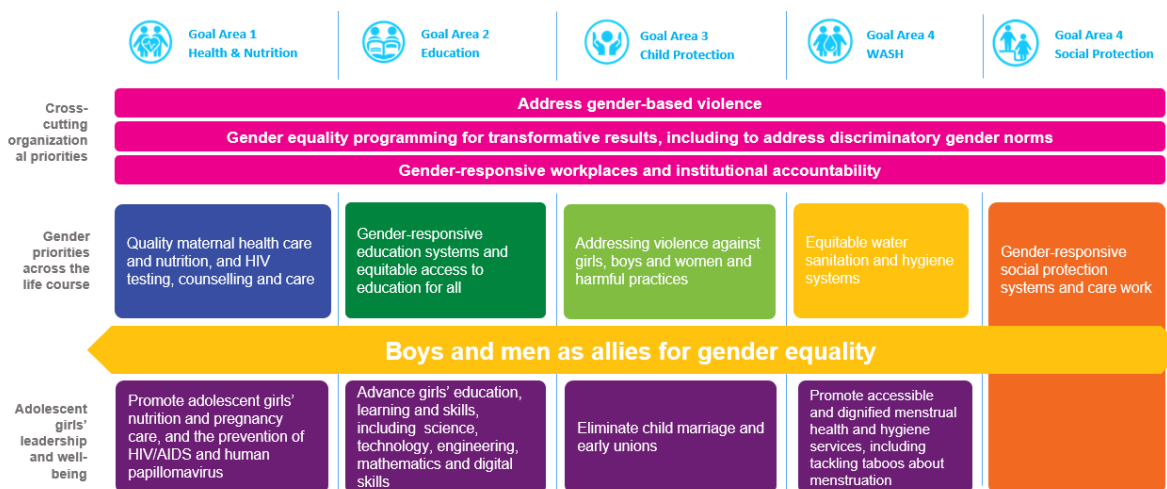 Goal Area 1
Health & Nutrition
Goal Area 2
Education
Goal Area 3
Child Protection
Goal Area 4
WASH
Goal Area 4
Social Protection
Cross-
cutting
organization
al priorities
Address gender-based violence
Gender equality programming for transformative results, including to address discriminatory gender norms
Gender-responsive workplaces and institutional accountability
Gender
priorities
across the
life course
Quality maternal health care
and nutrition, and HIV
testing, counselling and care
Gender-responsive
education systems and
equitable access to
education for all
Addressing violence against
girls, boys and women and
harmful practices
Equitable water
sanitation and hygiene
systems
Gender-responsive
social protection
systems and care work
Boys and men as allies for gender equality
Adolescent
girls'
leadership
and well-
being
Promote adolescent girls'
nutrition and pregnancy
care, and the prevention of
HIV/AIDS and human
papillomavirus
Advance girls' education,
learning and skills,
including science,
technology, engineering,
mathematics and digital
skills
Eliminate child marriage and
early unions
Promote accessible
and dignified menstrual
health and hygiene
services, including
tackling taboos about
menstruation